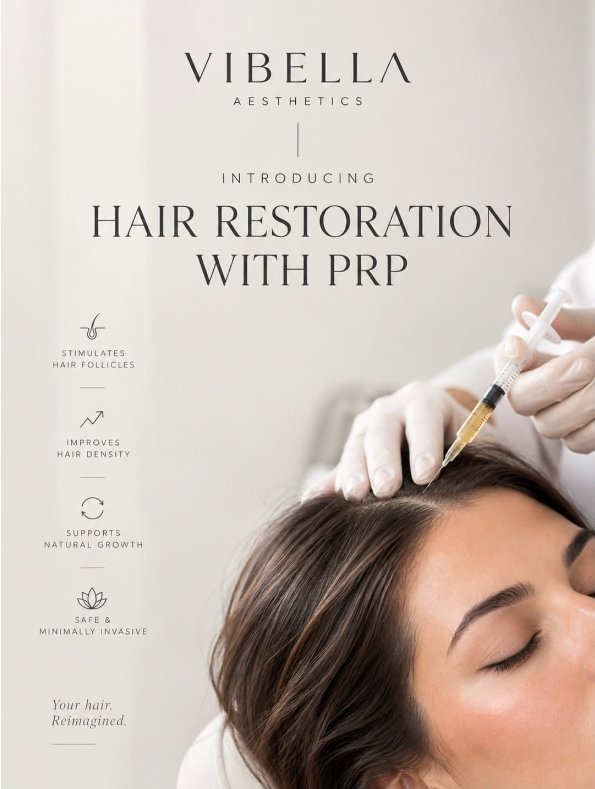 VIBELLA
AESTHETICS
INTRODUCING
HAIR RESTORATION
WITH PRP
STIMULATES
HAIR FOLLICLES
IMPROVES
HAIR DENSITY
SUPPORTS
NATURAL GROWTH
SAFE &
MINIMALLY INVASIVE
Your hair.
Reimagined.